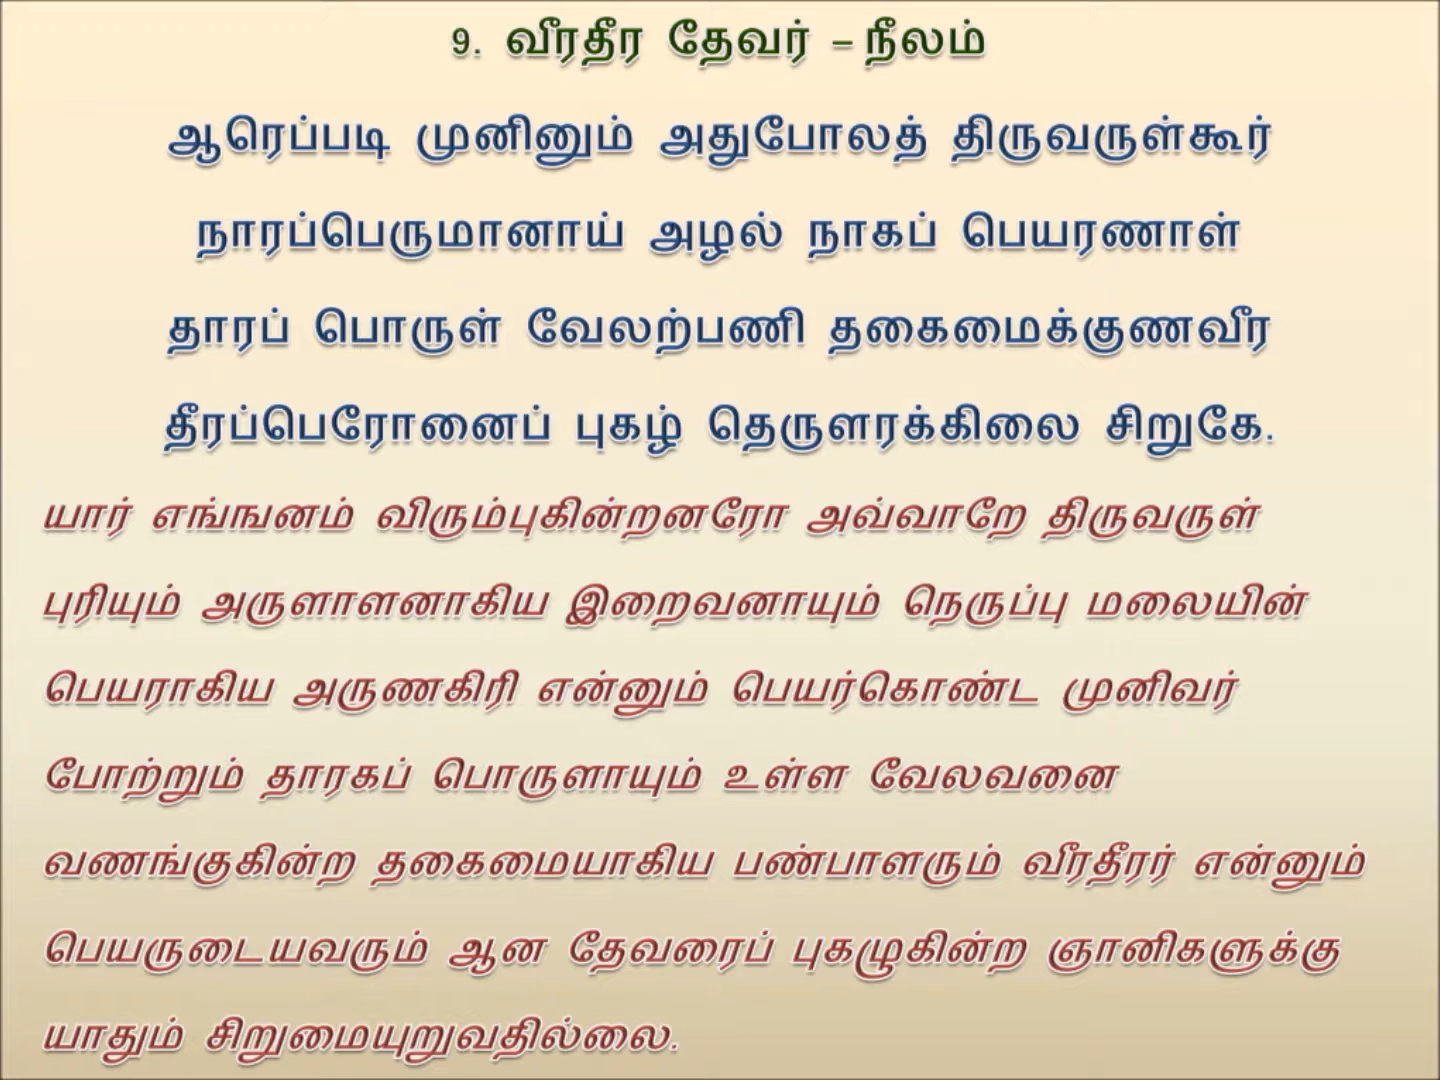 9. வீரதீர தேவர் – நீலம்
ஆரெப்படி முனினும் அதுபோலத் திருவருள்கூர்
நாரப்பெருமானாய் அழல் நாகப் பெயரணாள்
தாரப் பொருள் வேலற்பணி தகைமைக்குணவீர
தீரப்பெரோனைப் புகழ் தெருளரக்கிலை சிறுகே.
யார் எங்ஙனம் விரும்புகின்றனரோ அவ்வாறே திருவருள்
புரியும் அருளாளனாகிய இறைவனாயும் நெருப்பு மலையின்
பெயராகிய அருணகிரி என்னும் பெயர்கொண்ட முனிவர்
போற்றும் தாரகப் பொருளாயும் உள்ள வேலவனை
வணங்குகின்ற தகைமையாகிய பண்பாளரும் வீரதீரர் என்னும்
பெயருடையவரும் ஆன தேவரைப் புகழுகின்ற ஞானிகளுக்கு
யாதும் சிறுமையுறுவதில்லை.